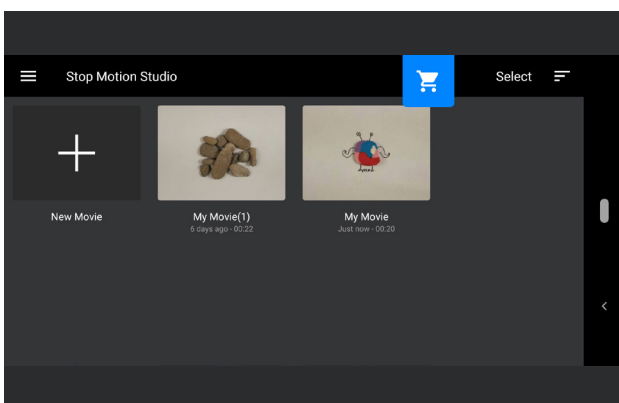 Stop Motion Studio
Select
New Movie
My Movie(1)
6 days ago - 00:22
My Movie
Just now - 00:20